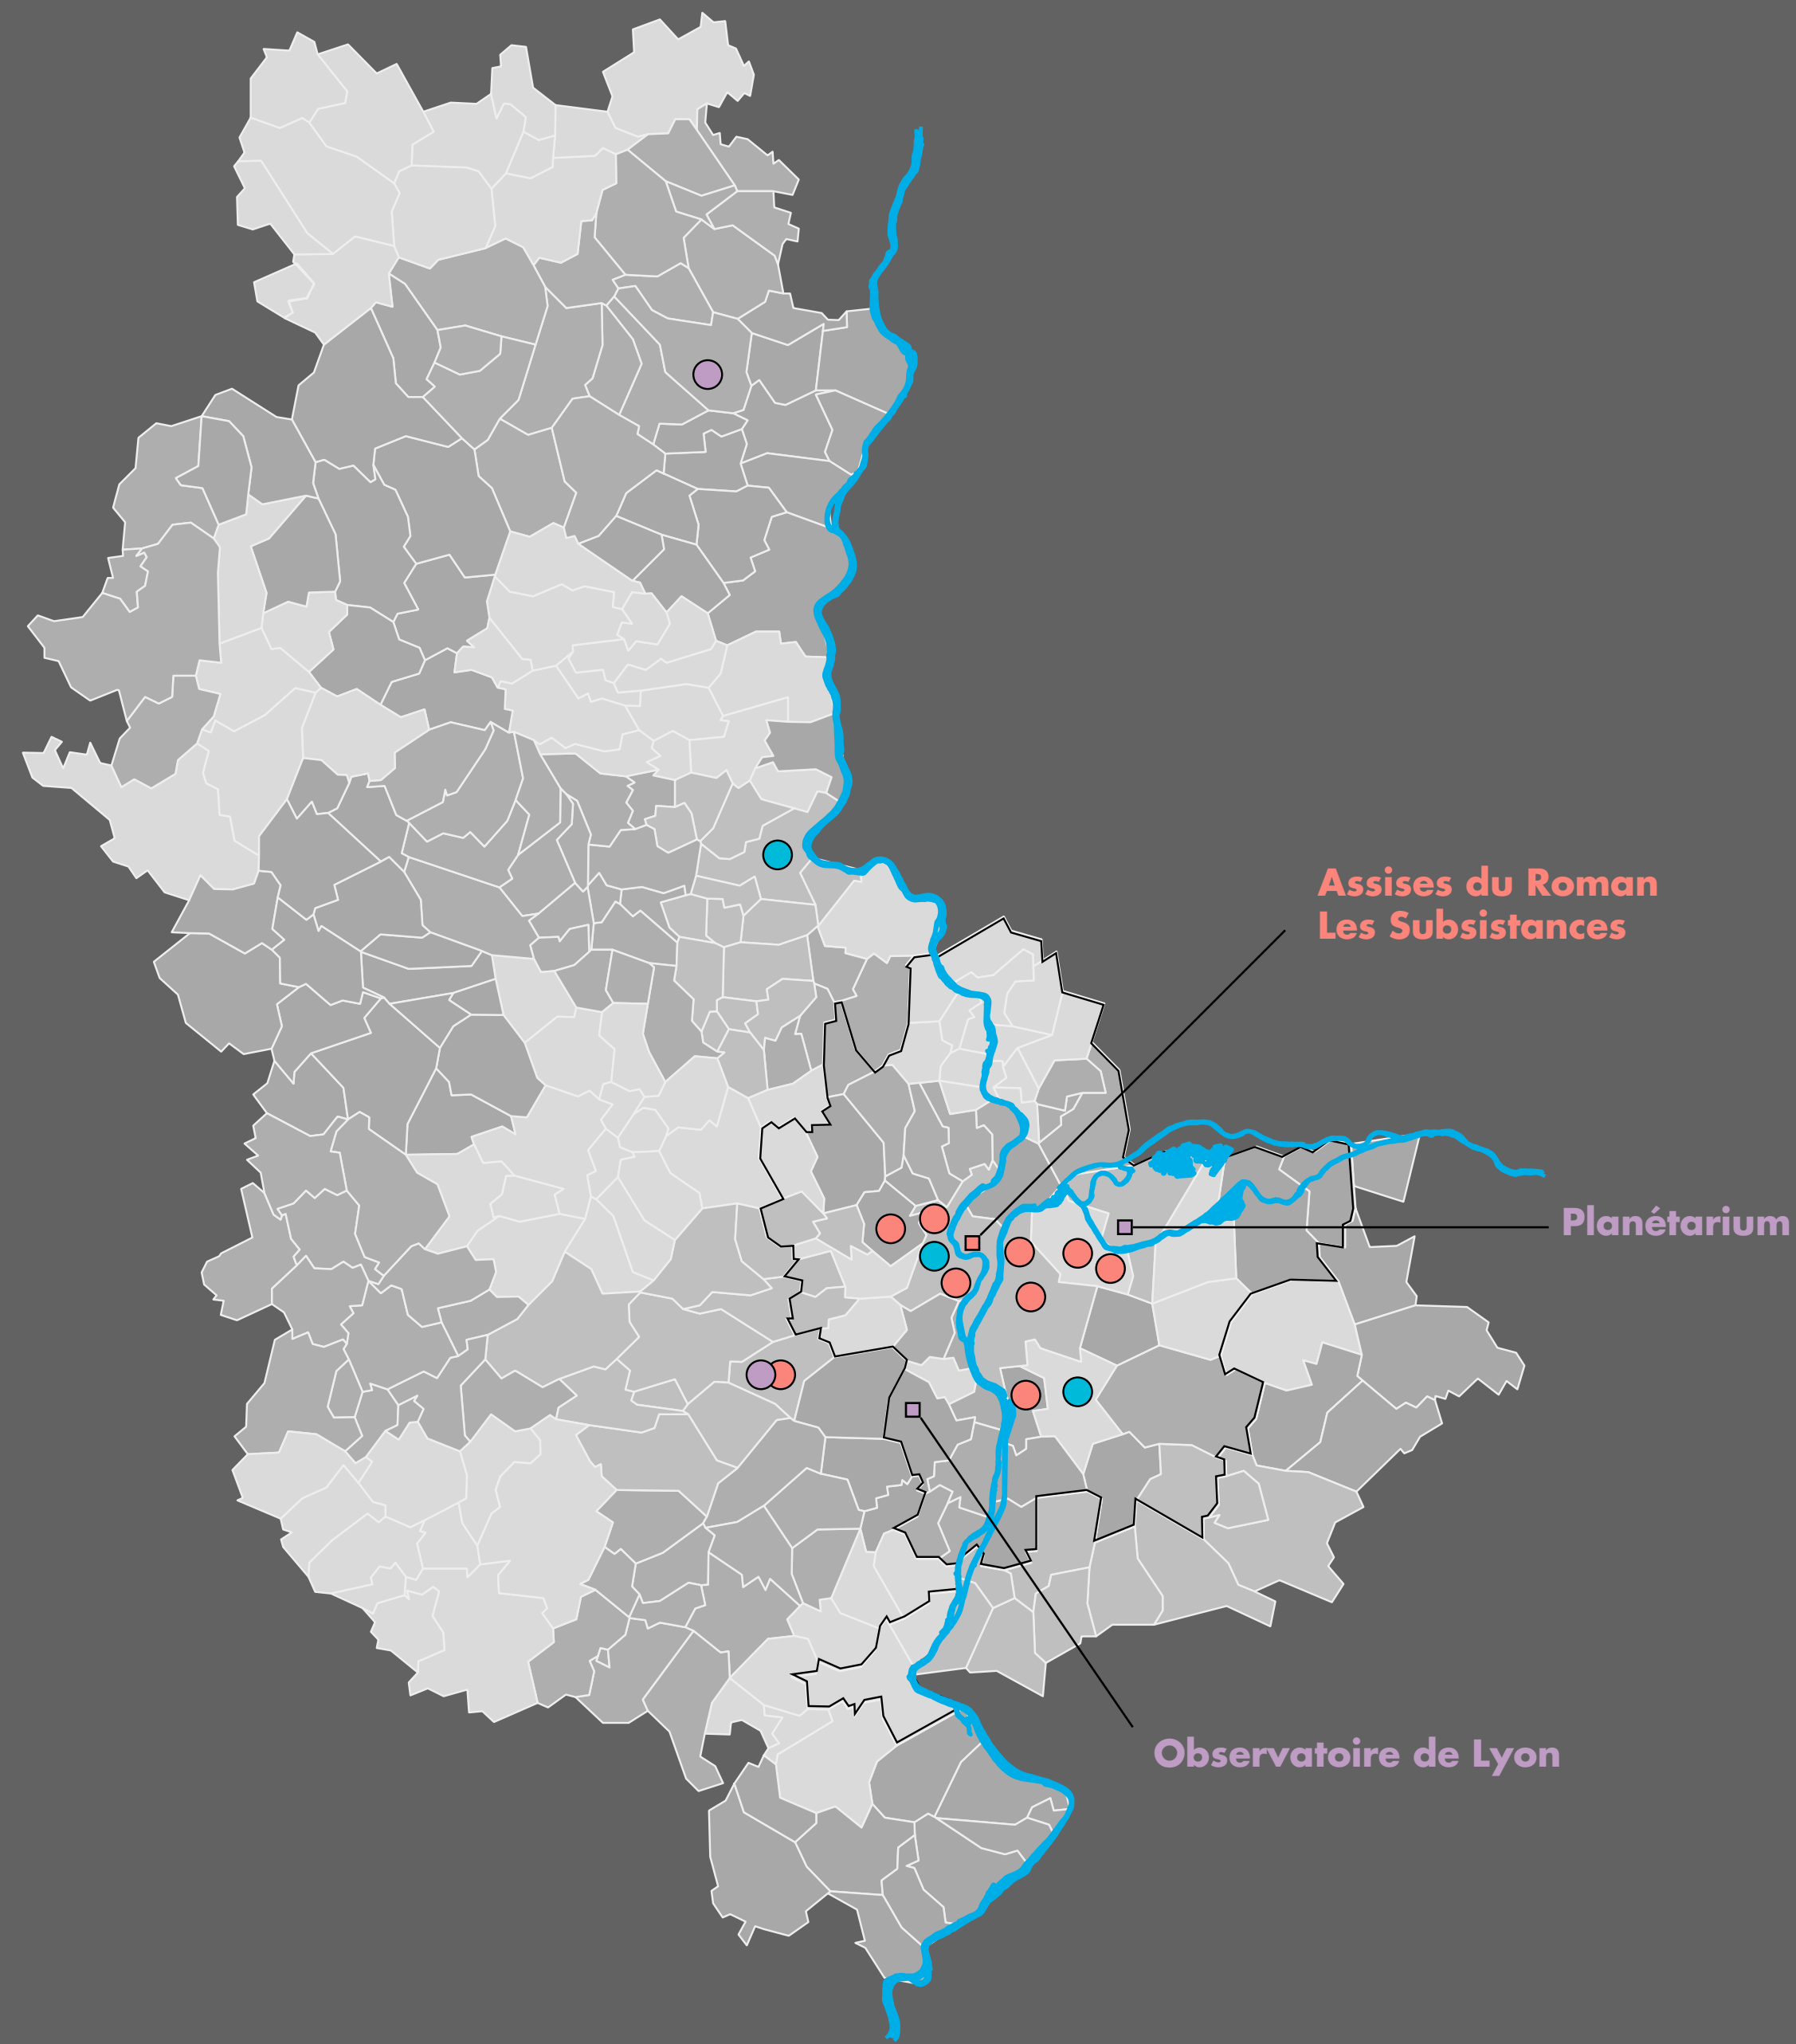 Assises du Roman
Les Subsistances
Planétarium
Observatoire de Lyon